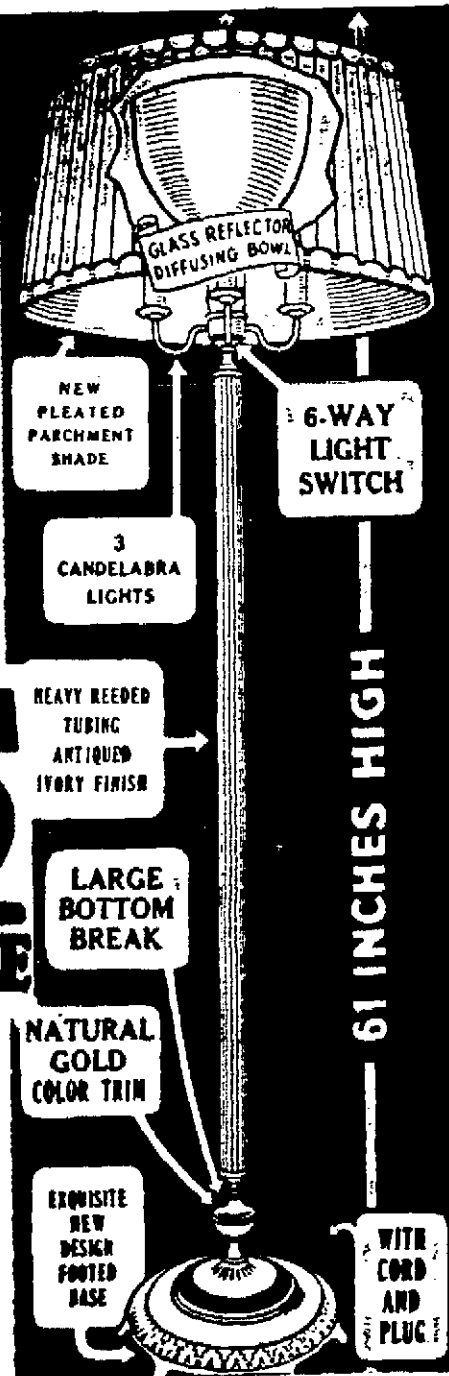 GLASS REFLECTOR
DIFFUSING BOWL
NEW
PLEATED
PARCHMENT
SHADE
6-WAY
LIGHT
SWITCH
3
CANDELABRA
LIGHTS
HEAVY REEDED
TUBING
ANTIQUED
IVORY FINISH
61 INCHES HIGH
LARGE
BOTTOM
BREAK
E
NATURAL
GOLD
COLOR TRIM
EXQUISITE
NEW
DESIGN
FOOTED
BASE
WITH
CORD
AND
PLUG